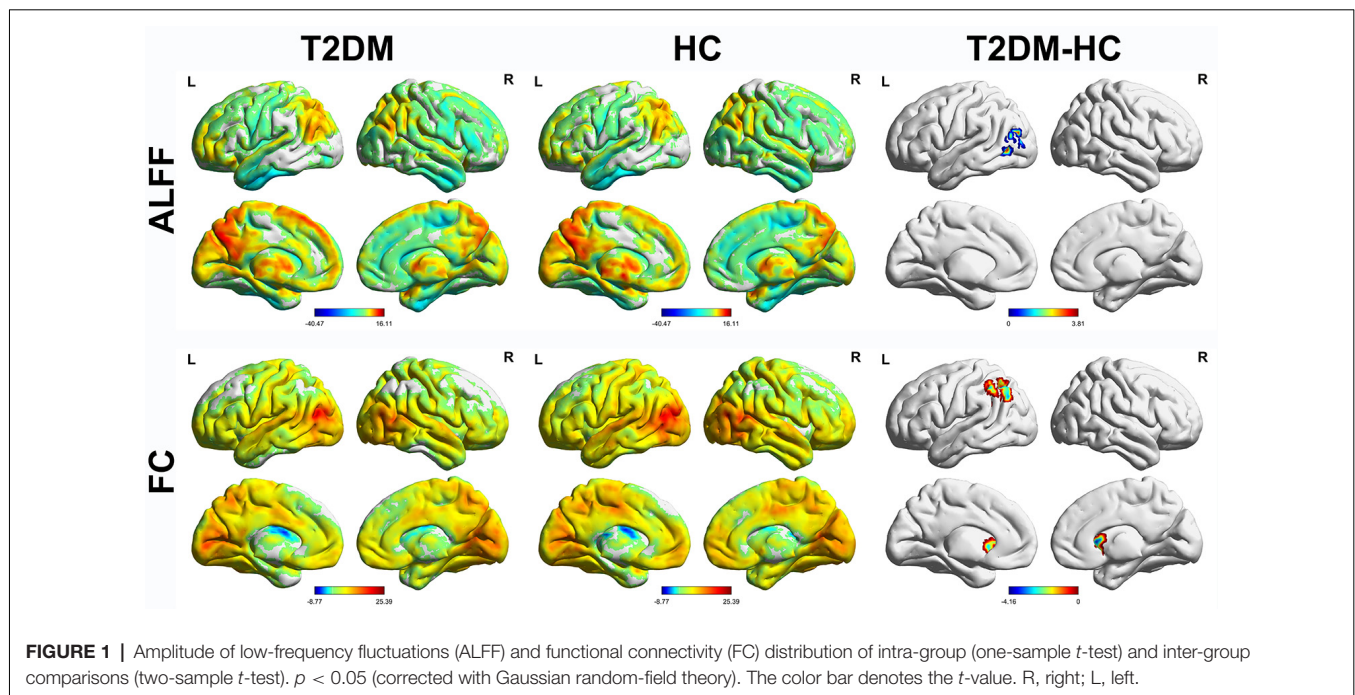 T2DM HC T2DM-HC
L R L R L R
ALFF
-40.47 16.11 -40.47 16.11 0 3.81
L R L R L R
FC
-8.77 25.39 -8.77 25.39 -4.16 0
FIGURE 1 | Amplitude of low-frequency fluctuations (ALFF) and functional connectivity (FC) distribution of intra-group (one-sample t-test) and inter-group
comparisons (two-sample t-test). p < 0.05 (corrected with Gaussian random-field theory). The color bar denotes the t-value. R, right; L, left.